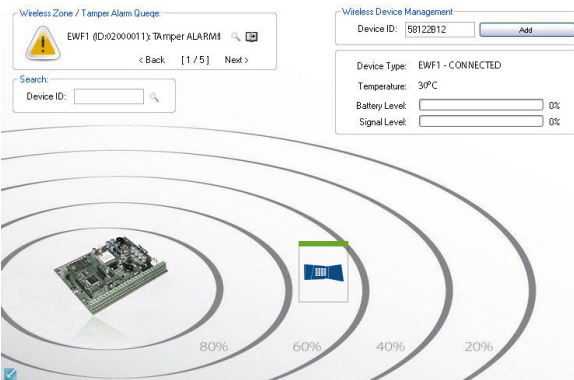 Wireless Zone / Tamper Alarm Queqe:
EWF1 (ID:02000011): TAmper ALARM!!
< Back [ 1 / 5 ] Next >
Search:
Device ID:
Wireless Device Management
Device ID: 58122B12 Add
Device Type: EWF1 - CONNECTED
Temperature: 30°C
Battery Level: 0%
Signal Level: 0%
80% 60% 40% 20%